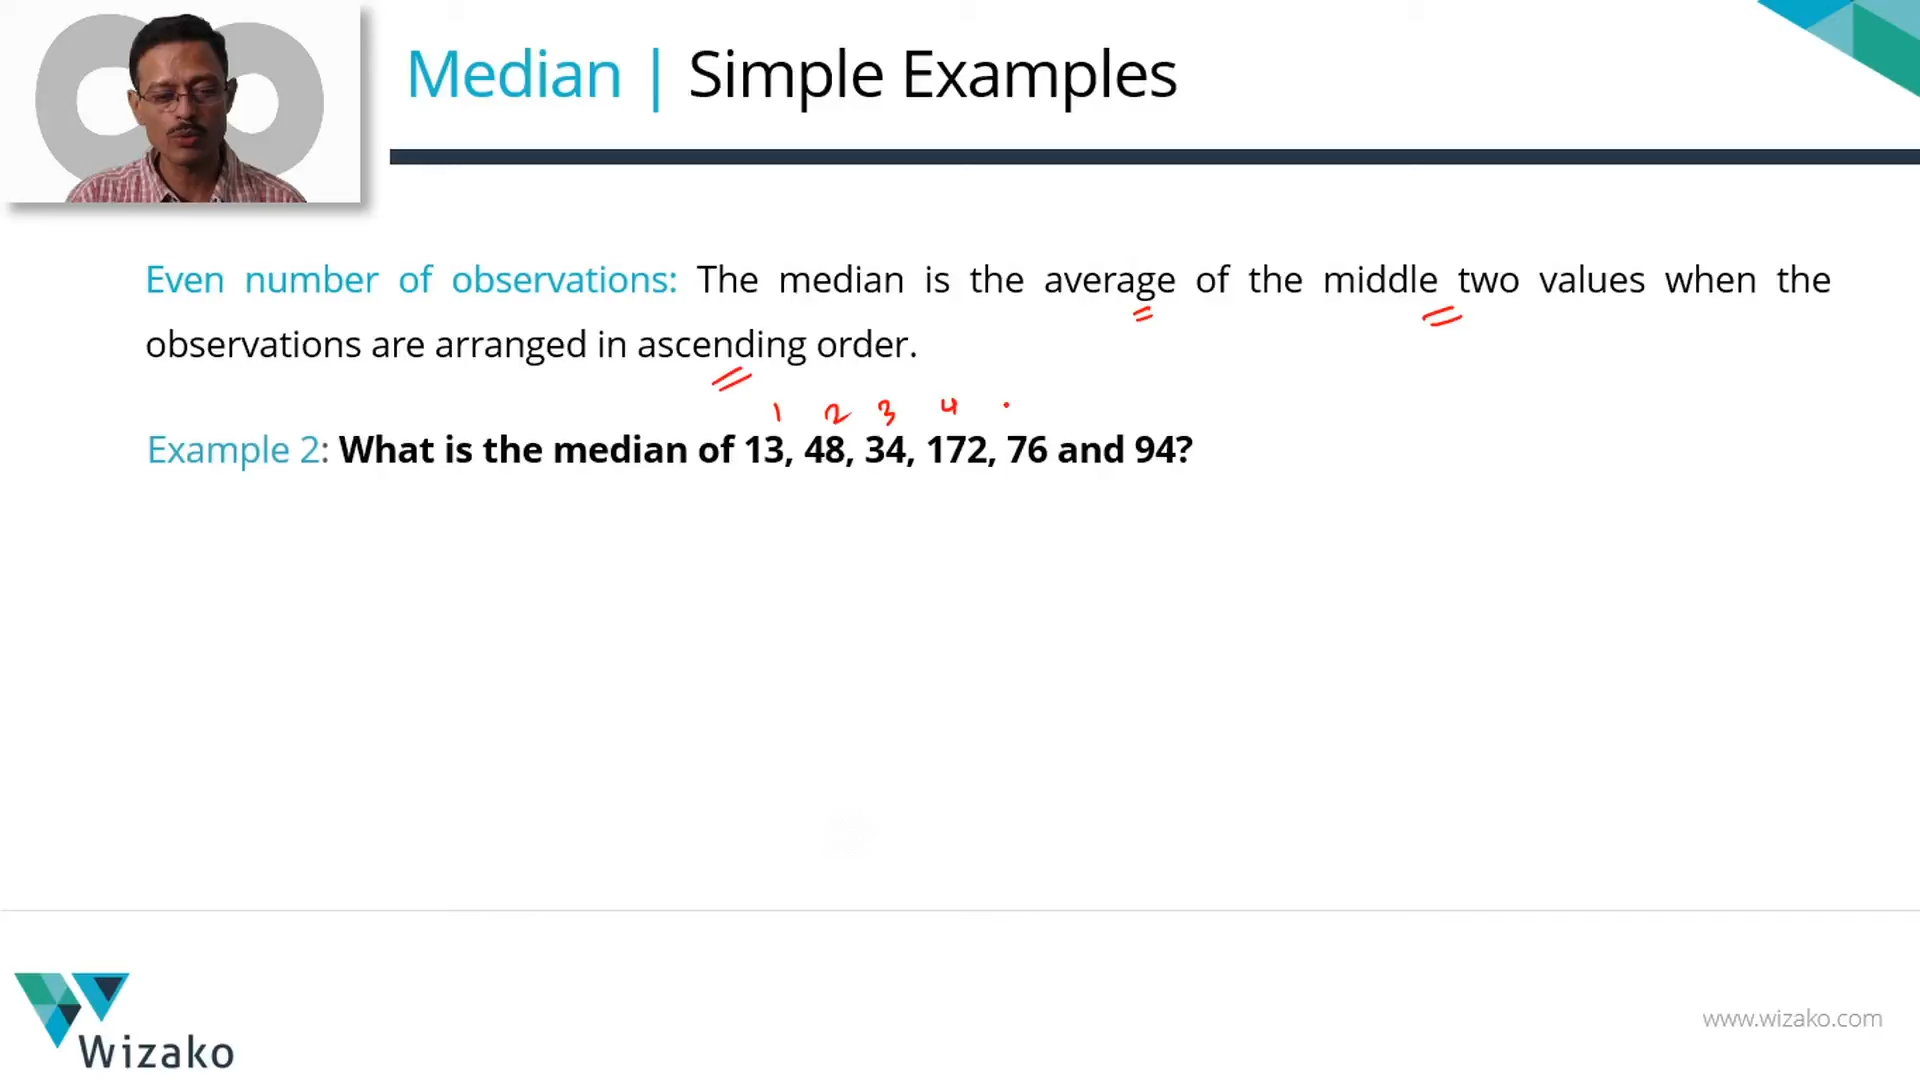 Median | Simple Examples
Even number of observations: The median is the average of the middle two values when the
observations are arranged in ascending order.
1 2 3 4
Example 2: What is the median of 13, 48, 34, 172, 76 and 94?
Wizako
www.wizako.com